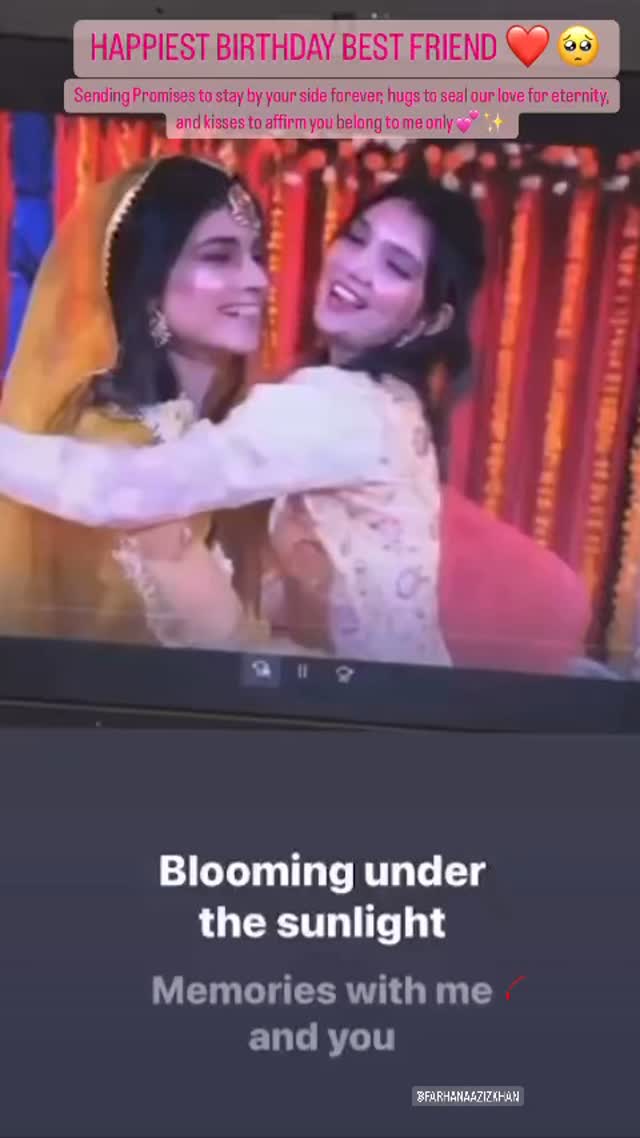 HAPPIEST BIRTHDAY BEST FRIEND ❤️🥺
Sending Promises to stay by your side forever, hugs to seal our love for eternity,
and kisses to affirm you belong to me only💕✨
Blooming under
the sunlight
Memories with me
and you
@FARHANAAZIZKHAN